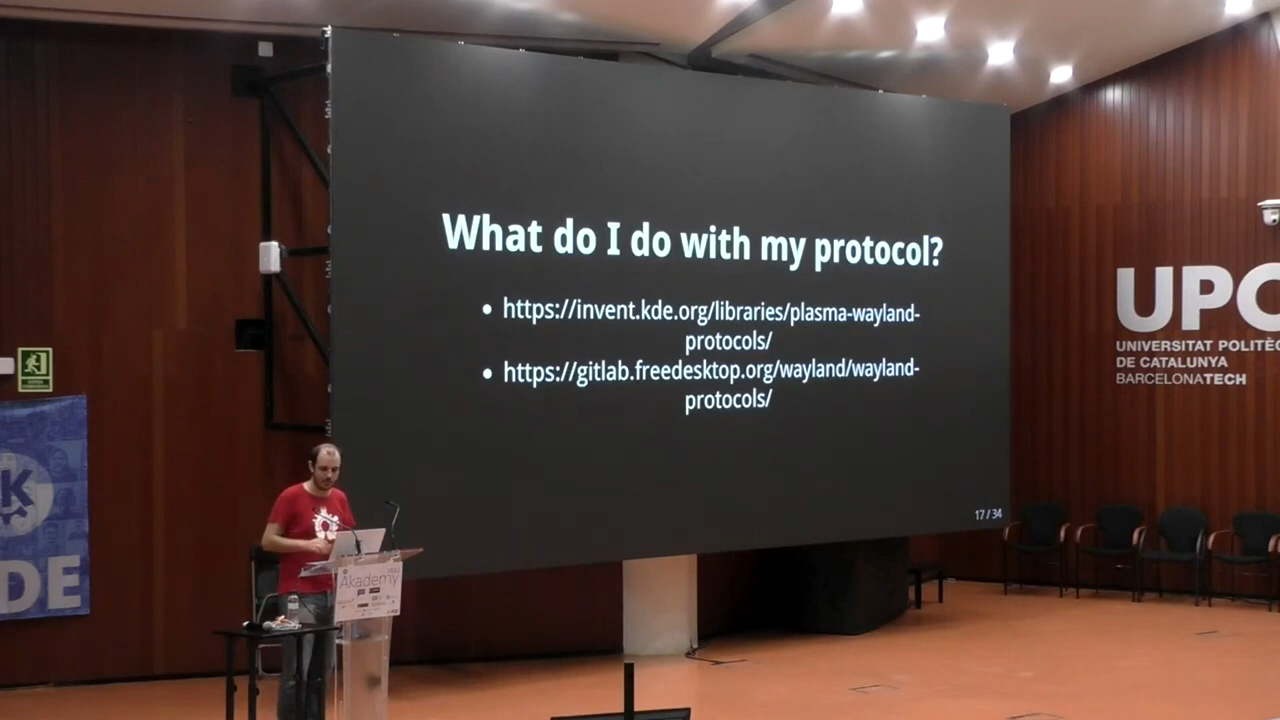 What do I do with my protocol?
https://invent.kde.org/libraries/plasma-wayland-
protocols/
https://gitlab.freedesktop.org/wayland/wayland-
protocols/
17 / 34
UPC
UNIVERSITAT POLITÈC
DE CATALUNYA
BARCELONATECH
K
DE
Akademy